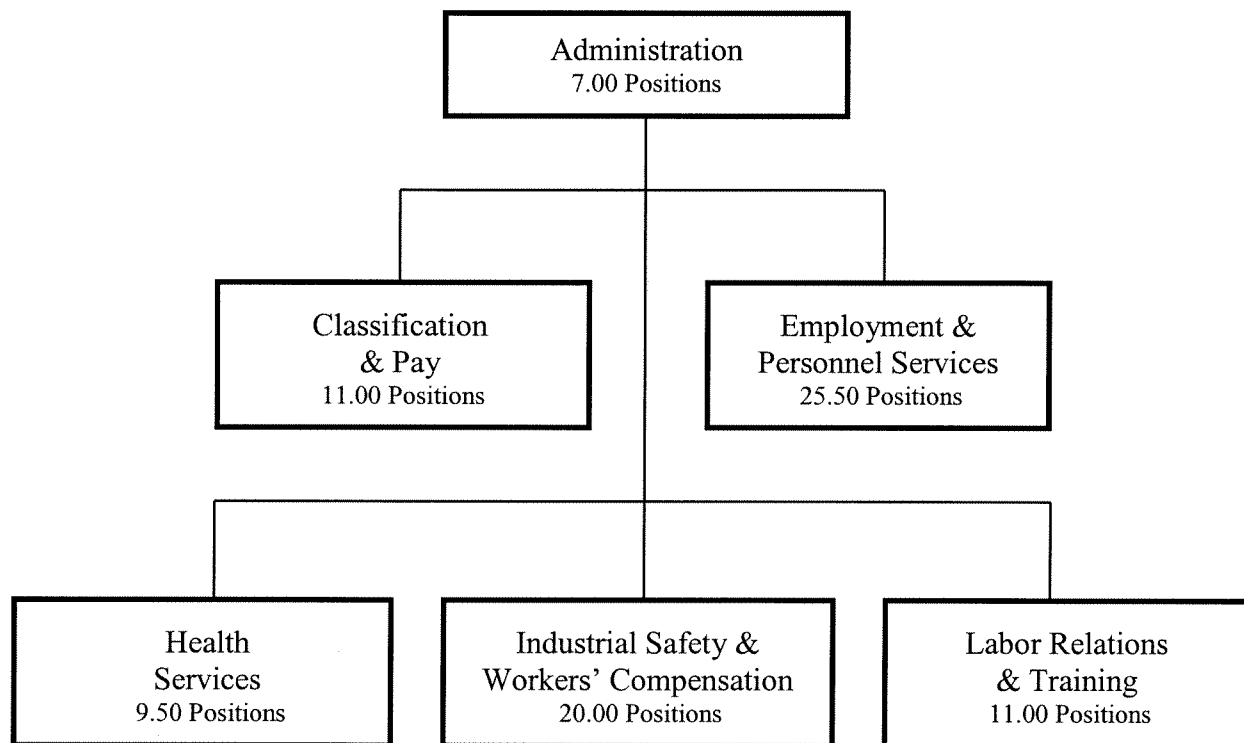 Administration
7.00 Positions
Classification
& Pay
11.00 Positions
Employment &
Personnel Services
25.50 Positions
Health
Services
9.50 Positions
Industrial Safety &
Workers’ Compensation
20.00 Positions
Labor Relations
& Training
11.00 Positions